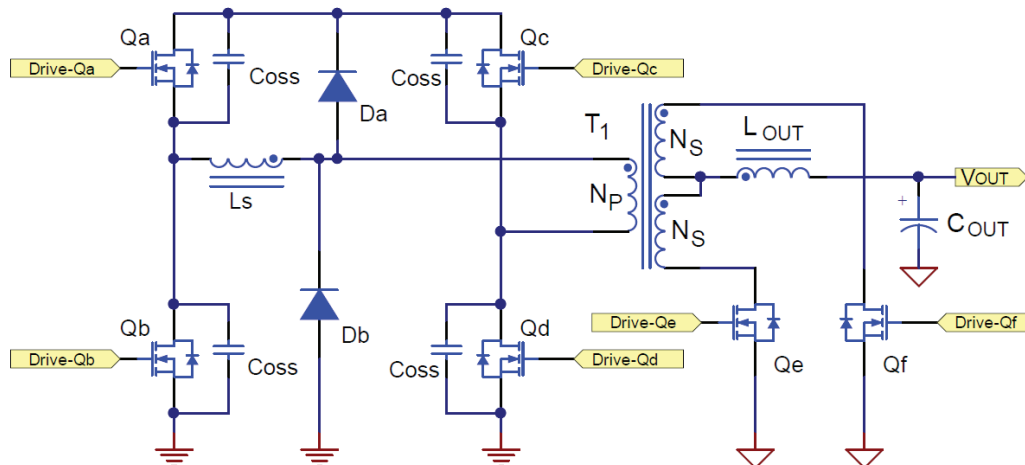 Qa
Qc
Drive-Qa
Coss
Coss
Drive-Qc
Da
T1
NS
LOUT
Ls
NP
VOUT
NS
+
COUT
Qb
Qd
Drive-Qb
Db
Drive-Qe
Drive-Qf
Coss
Coss
Drive-Qd
Qe
Qf